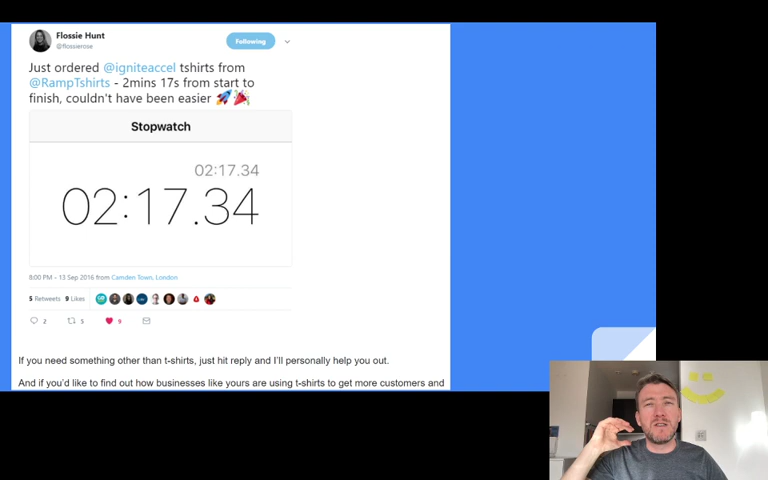 Flossie Hunt
@flossierose
Following
Just ordered @igniteaccel tshirts from
@RampTshirts - 2mins 17s from start to
finish, couldn't have been easier 🚀🎉
Stopwatch
02:17.34
02:17.34
8:00 PM – 13 Sep 2016 from Camden Town, London
5 Retweets 9 Likes
2 5 9
If you need something other than t-shirts, just hit reply and I'll personally help you out.
And if you'd like to find out how businesses like yours are using t-shirts to get more customers and